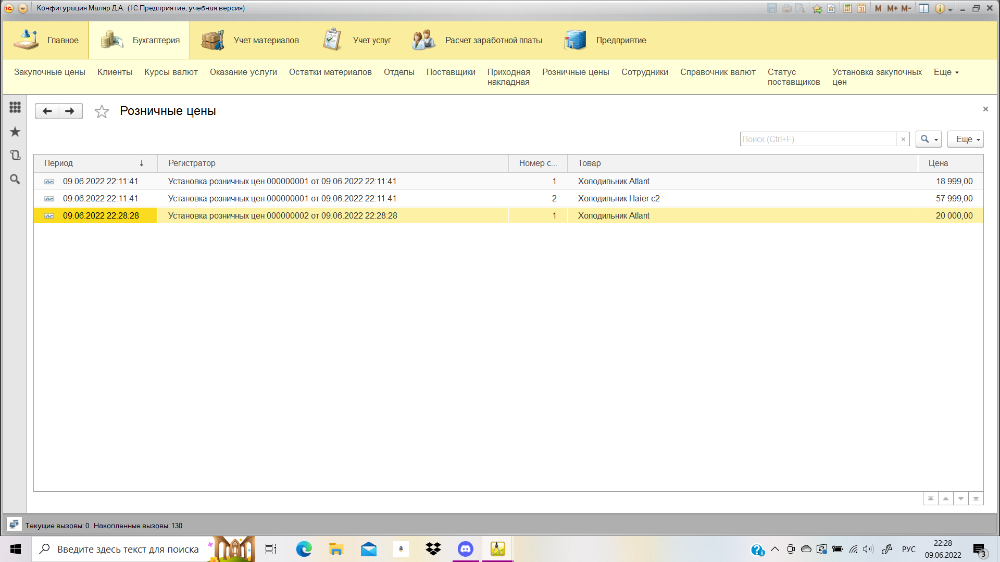 Конфигурация Маляр Д.А. (1С:Предприятие, учебная версия)
M M+ M-
Главное
Бухгалтерия
Учет материалов
Учет услуг
Расчет заработной платы
Предприятие
Закупочные цены
Клиенты
Курсы валют
Оказание услуги
Остатки материалов
Отделы
Поставщики
Приходная накладная
Розничные цены
Сотрудники
Справочник валют
Статус поставщиков
Установка закупочных цен
Еще
Розничные цены
Поиск (Ctrl+F)
Еще
Период Регистратор Номер с... Товар Цена
09.06.2022 22:11:41 Установка розничных цен 000000001 от 09.06.2022 22:11:41 1 Холодильник Atlant 18 999,00
09.06.2022 22:11:41 Установка розничных цен 000000001 от 09.06.2022 22:11:41 2 Холодильник Haier c2 57 999,00
09.06.2022 22:28:28 Установка розничных цен 000000002 от 09.06.2022 22:28:28 1 Холодильник Atlant 20 000,00
Текущие вызовы: 0 Накопленные вызовы: 130
Введите здесь текст для поиска
a
РУС
22:28
09.06.2022
3